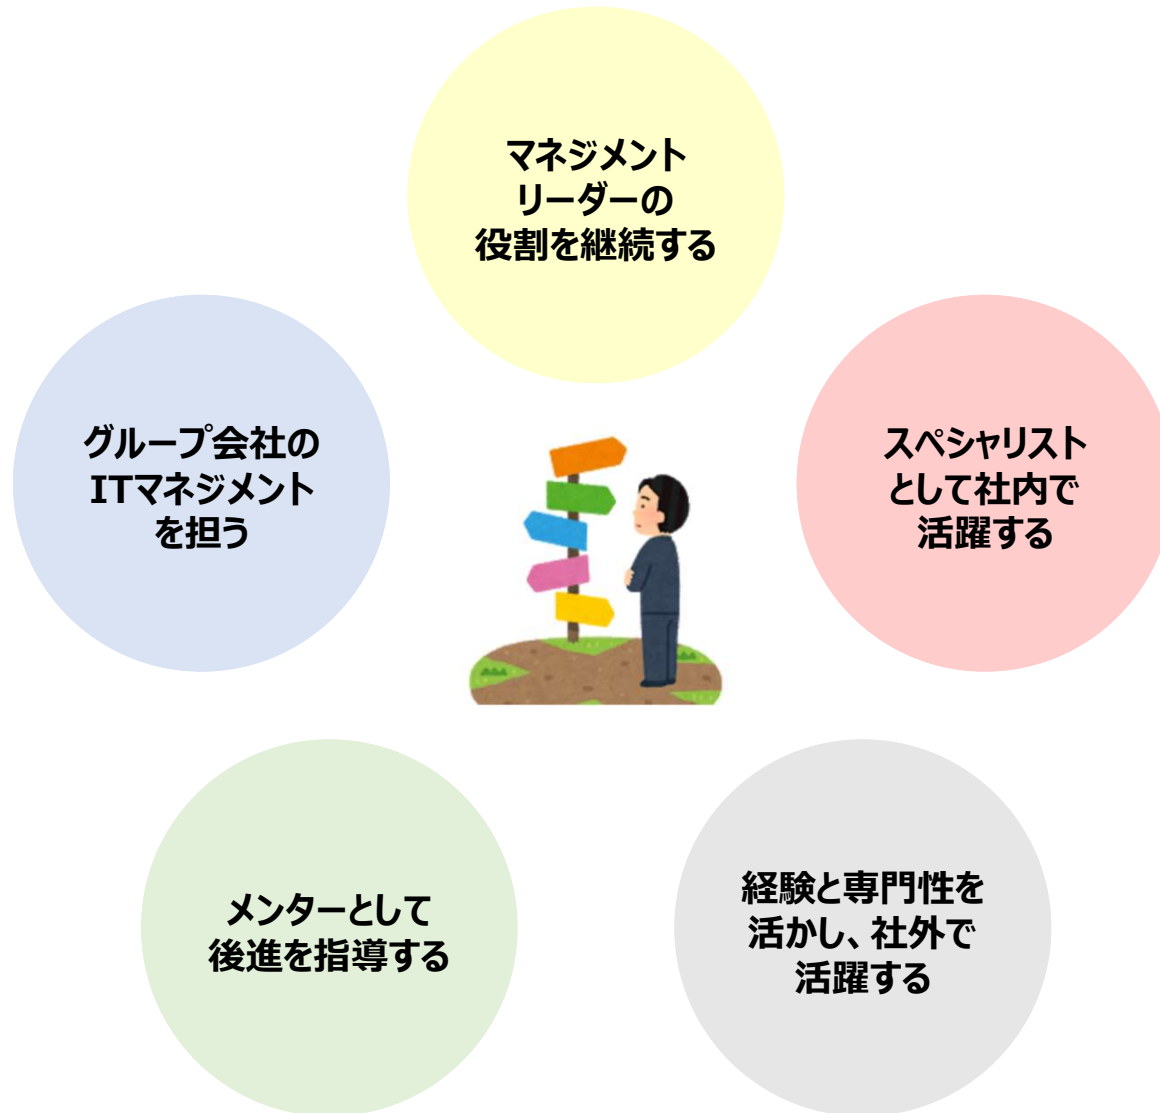 マネジメント
リーダーの
役割を継続する
グループ会社の
ITマネジメント
を担う
スペシャリスト
として社内で
活躍する
メンターとして
後進を指導する
経験と専門性を
活かし、社外で
活躍する